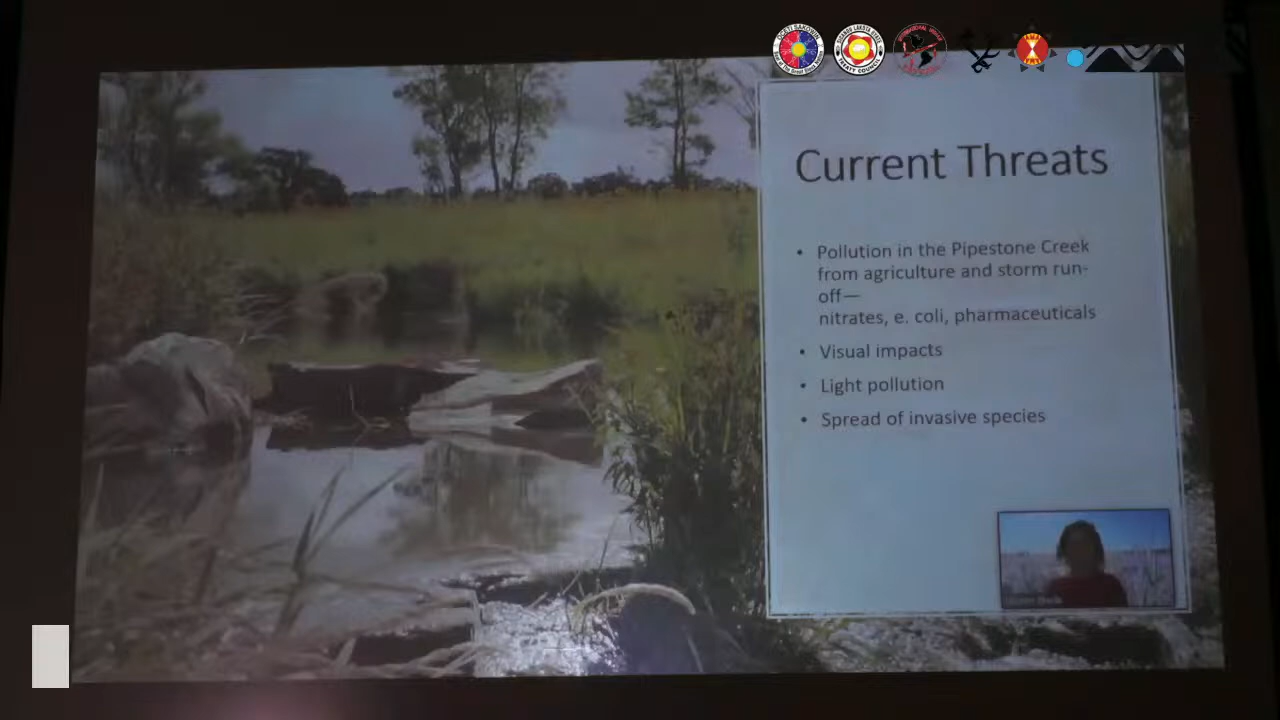 Current Threats
• Pollution in the Pipestone Creek
from agriculture and storm run-
off—
nitrates, e. coli, pharmaceuticals
• Visual impacts
• Light pollution
• Spread of invasive species